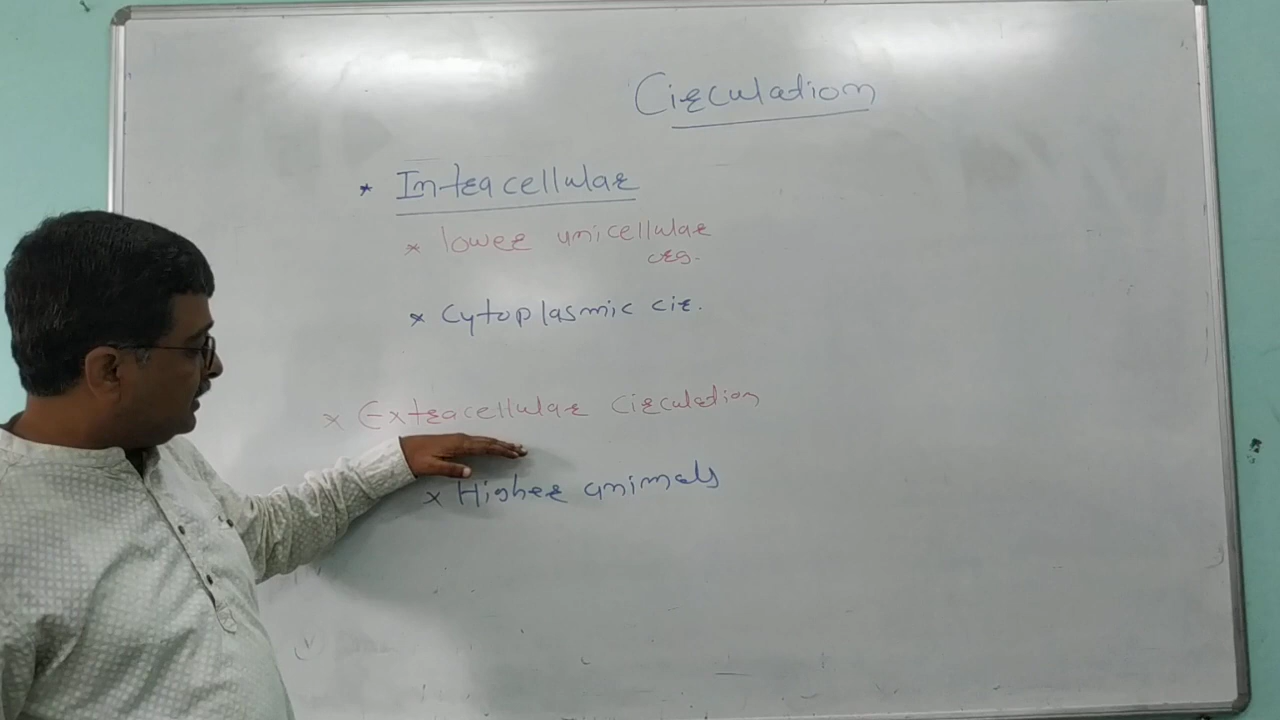 Circulation
* Intracellular
* lower unicellular
org.
* Cytoplasmic cir.
* Extracellular circulation
* Higher animals